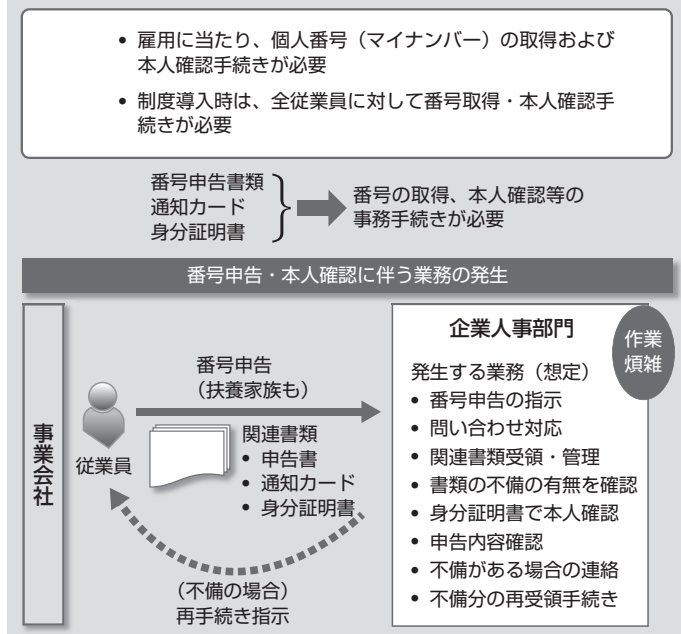 • 雇用に当たり、個人番号（マイナンバー）の取得および
本人確認手続きが必要
• 制度導入時は、全従業員に対して番号取得・本人確認手
続きが必要
番号申告書類
通知カード
身分証明書
番号の取得、本人確認等の
事務手続きが必要
番号申告・本人確認に伴う業務の発生
事業会社
従業員
番号申告
（扶養家族も）
関連書類
• 申告書
• 通知カード
• 身分証明書
（不備の場合）
再手続き指示
企業人事部門
作業
煩雑
発生する業務（想定）
• 番号申告の指示
• 問い合わせ対応
• 関連書類受領・管理
• 書類の不備の有無を確認
• 身分証明書で本人確認
• 申告内容確認
• 不備がある場合の連絡
• 不備分の再受領手続き